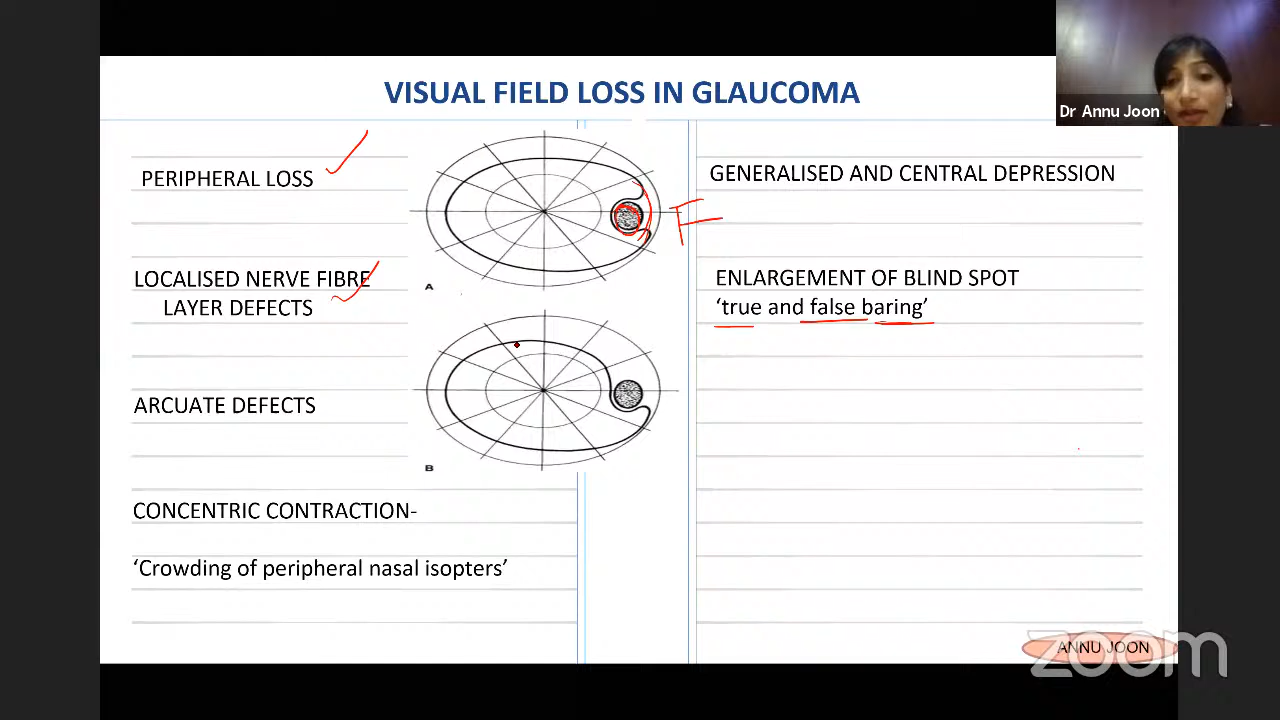 VISUAL FIELD LOSS IN GLAUCOMA
Dr Annu Joon
PERIPHERAL LOSS
LOCALISED NERVE FIBRE
LAYER DEFECTS
ARCUATE DEFECTS
CONCENTRIC CONTRACTION-
‘Crowding of peripheral nasal isopters’
A
B
F
GENERALISED AND CENTRAL DEPRESSION
ENLARGEMENT OF BLIND SPOT
‘true and false baring’
ANNU JOON
zoom